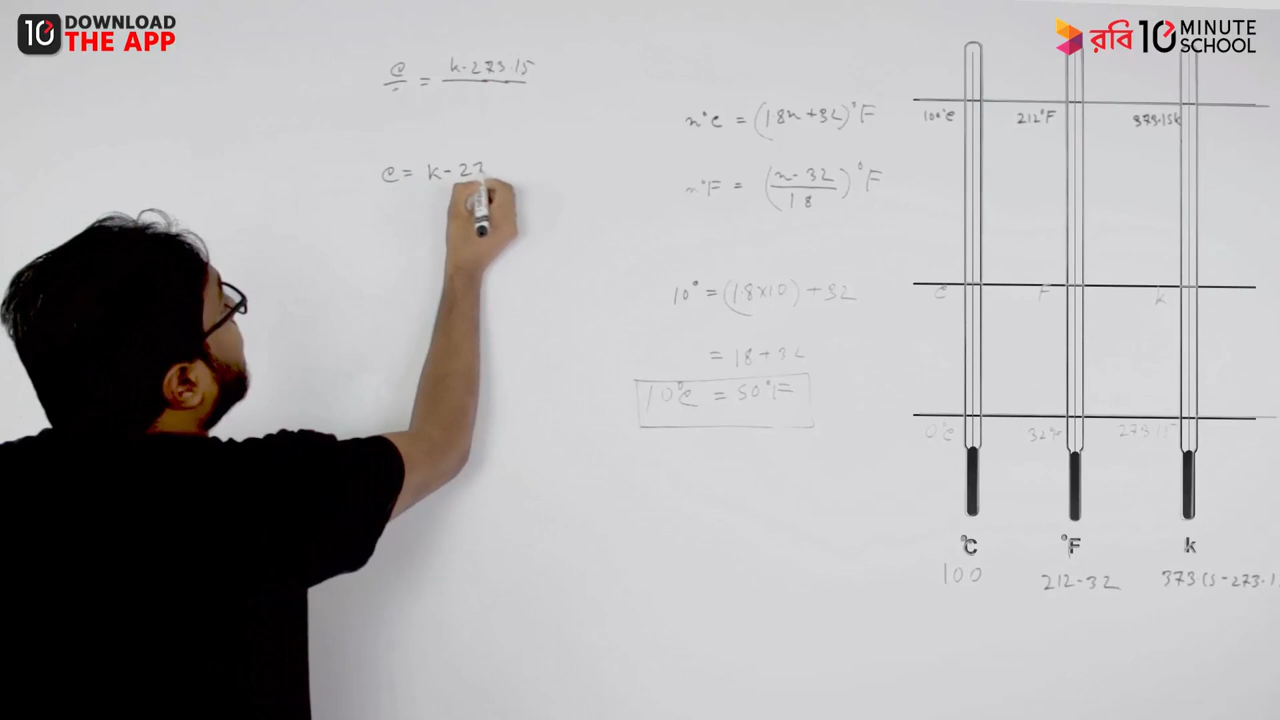 10 DOWNLOAD THE APP
রবি 10 MINUTE SCHOOL
C = K-273.15
C = K-27
n°C = (1.8n+32)°F
n°F = (n-32/1.8)°F
10° = (1.8×10) +32
= 18+32
10°C = 50°F
100°C 212°F 373.15K
C F K
0°C 32°F 273.15
°C °F K
100 212-32 373.15-273.1